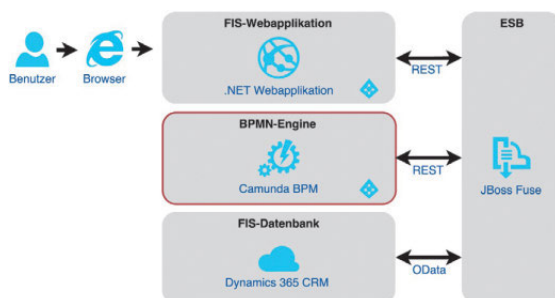 FIS-Webapplikation
ESB
Benutzer
Browser
.NET Webapplikation
REST
BPMN-Engine
Camunda BPM
REST
JBoss Fuse
FIS-Datenbank
Dynamics 365 CRM
OData